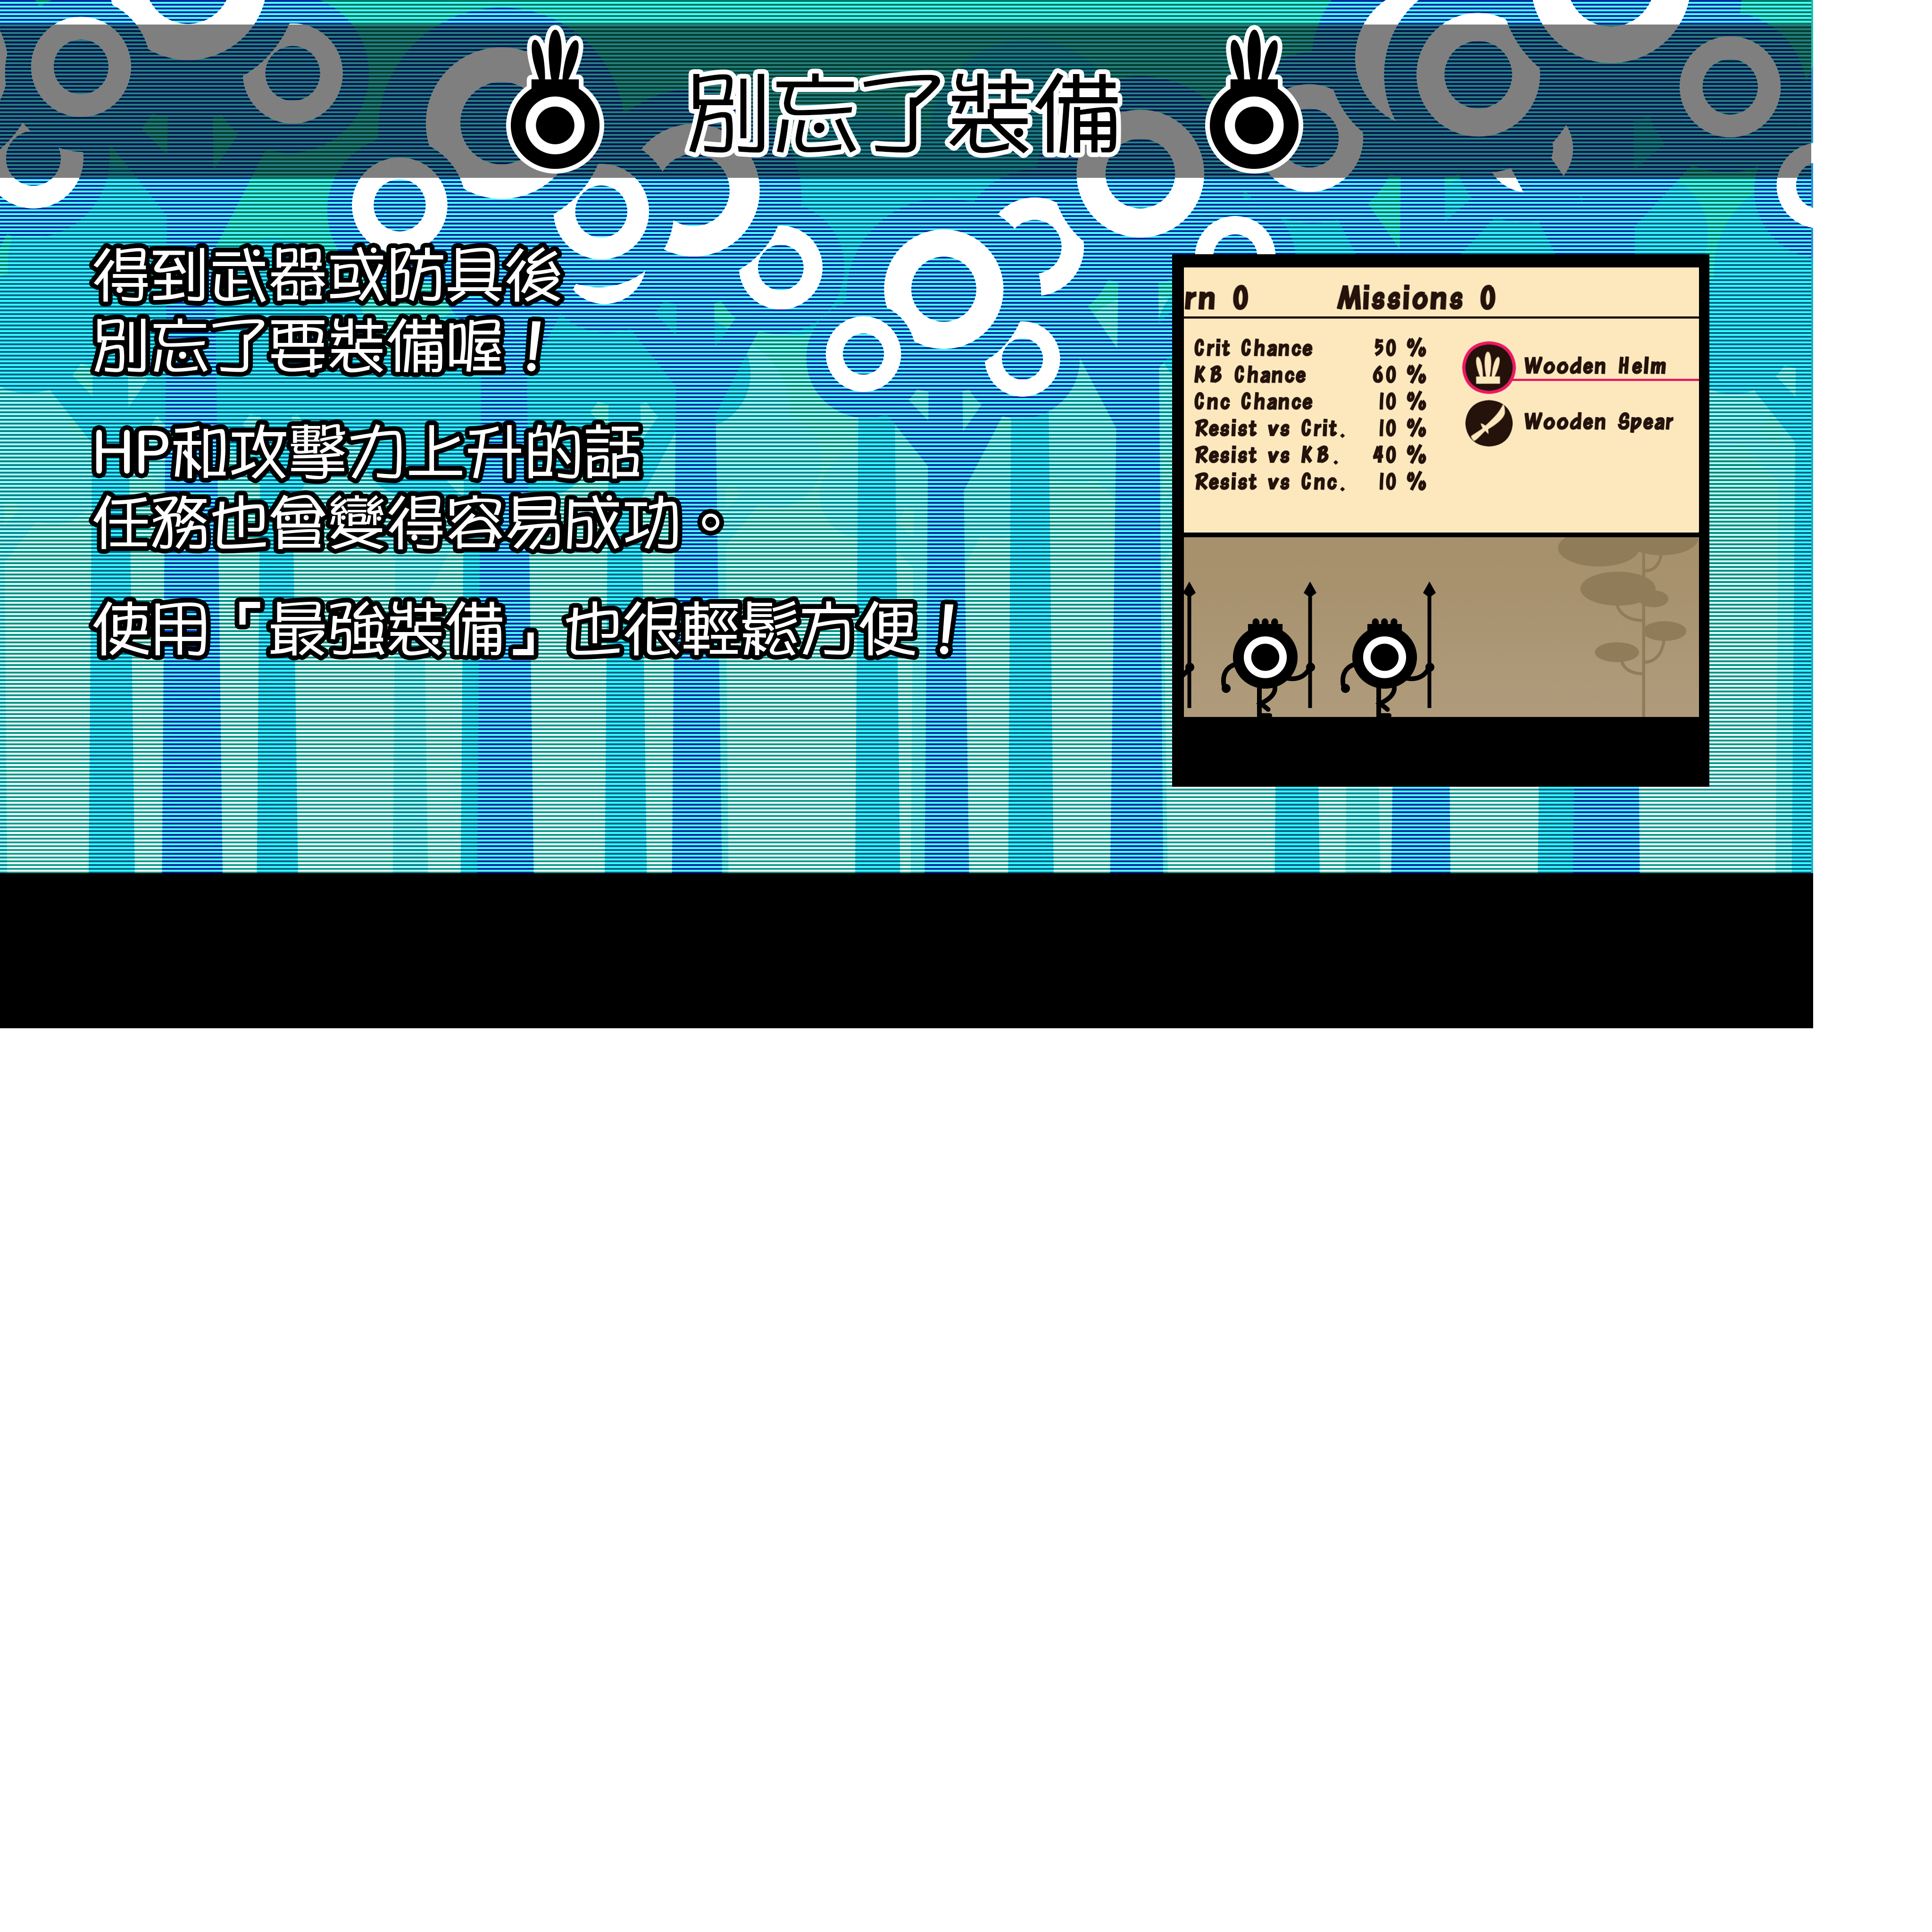 別忘了裝備
得到武器或防具後
別忘了要裝備喔！
HP和攻擊力上升的話
任務也會變得容易成功。
使用「最強裝備」也很輕鬆方便！
rn 0 Missions 0
Crit Chance 50 %
KB Chance 60 %
Cnc Chance 10 %
Resist vs Crit. 10 %
Resist vs KB. 40 %
Resist vs Cnc. 10 %
Wooden Helm
Wooden Spear